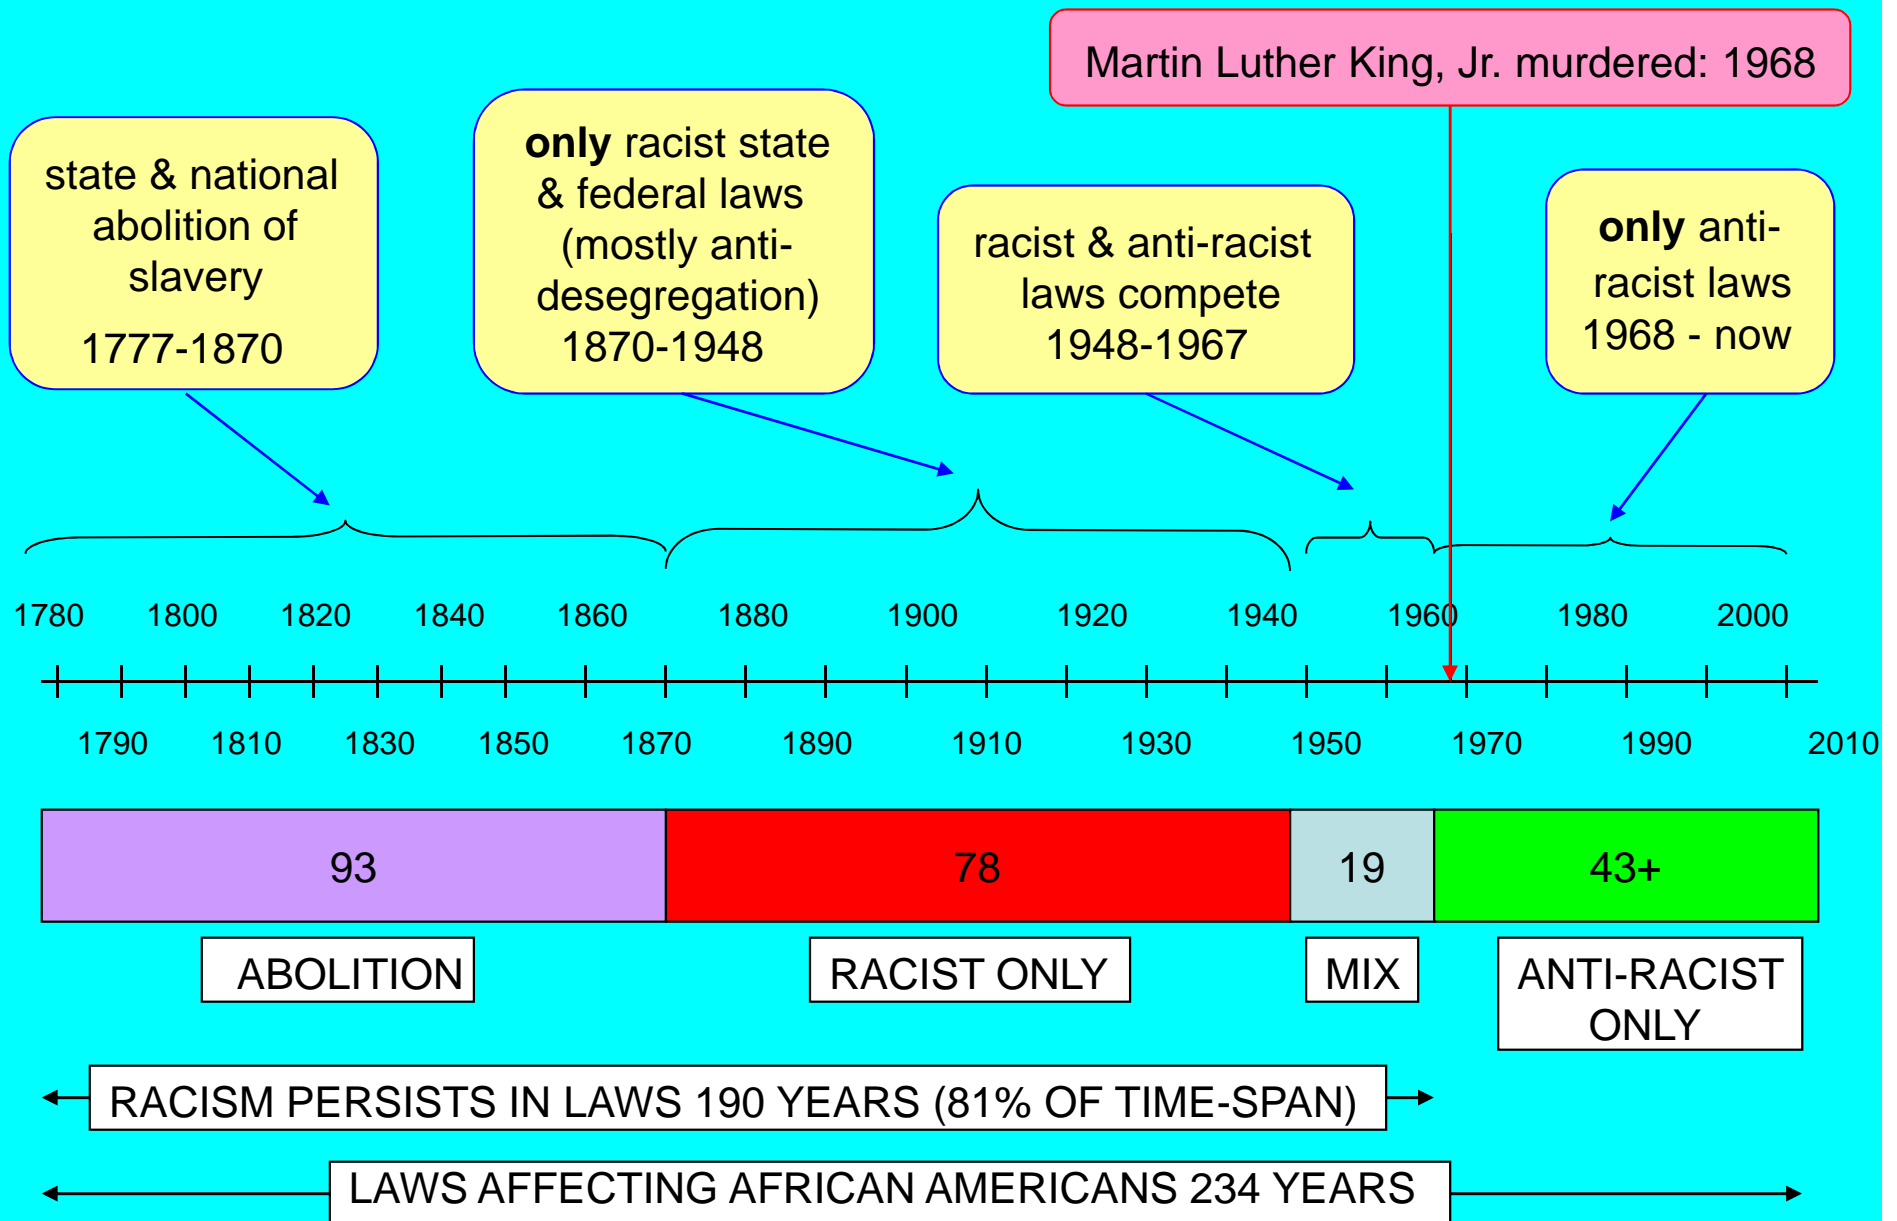 Martin Luther King, Jr. murdered: 1968
state & national
abolition of
slavery
1777-1870
only racist state
& federal laws
(mostly anti-
desegregation)
1870-1948
racist & anti-racist
laws compete
1948-1967
only anti-
racist laws
1968 - now
1780 1800 1820 1840 1860 1880 1900 1920 1940 1960 1980 2000
1790 1810 1830 1850 1870 1890 1910 1930 1950 1970 1990 2010
93 78 19 43+
ABOLITION
RACIST ONLY
MIX
ANTI-RACIST
ONLY
RACISM PERSISTS IN LAWS 190 YEARS (81% OF TIME-SPAN)
LAWS AFFECTING AFRICAN AMERICANS 234 YEARS